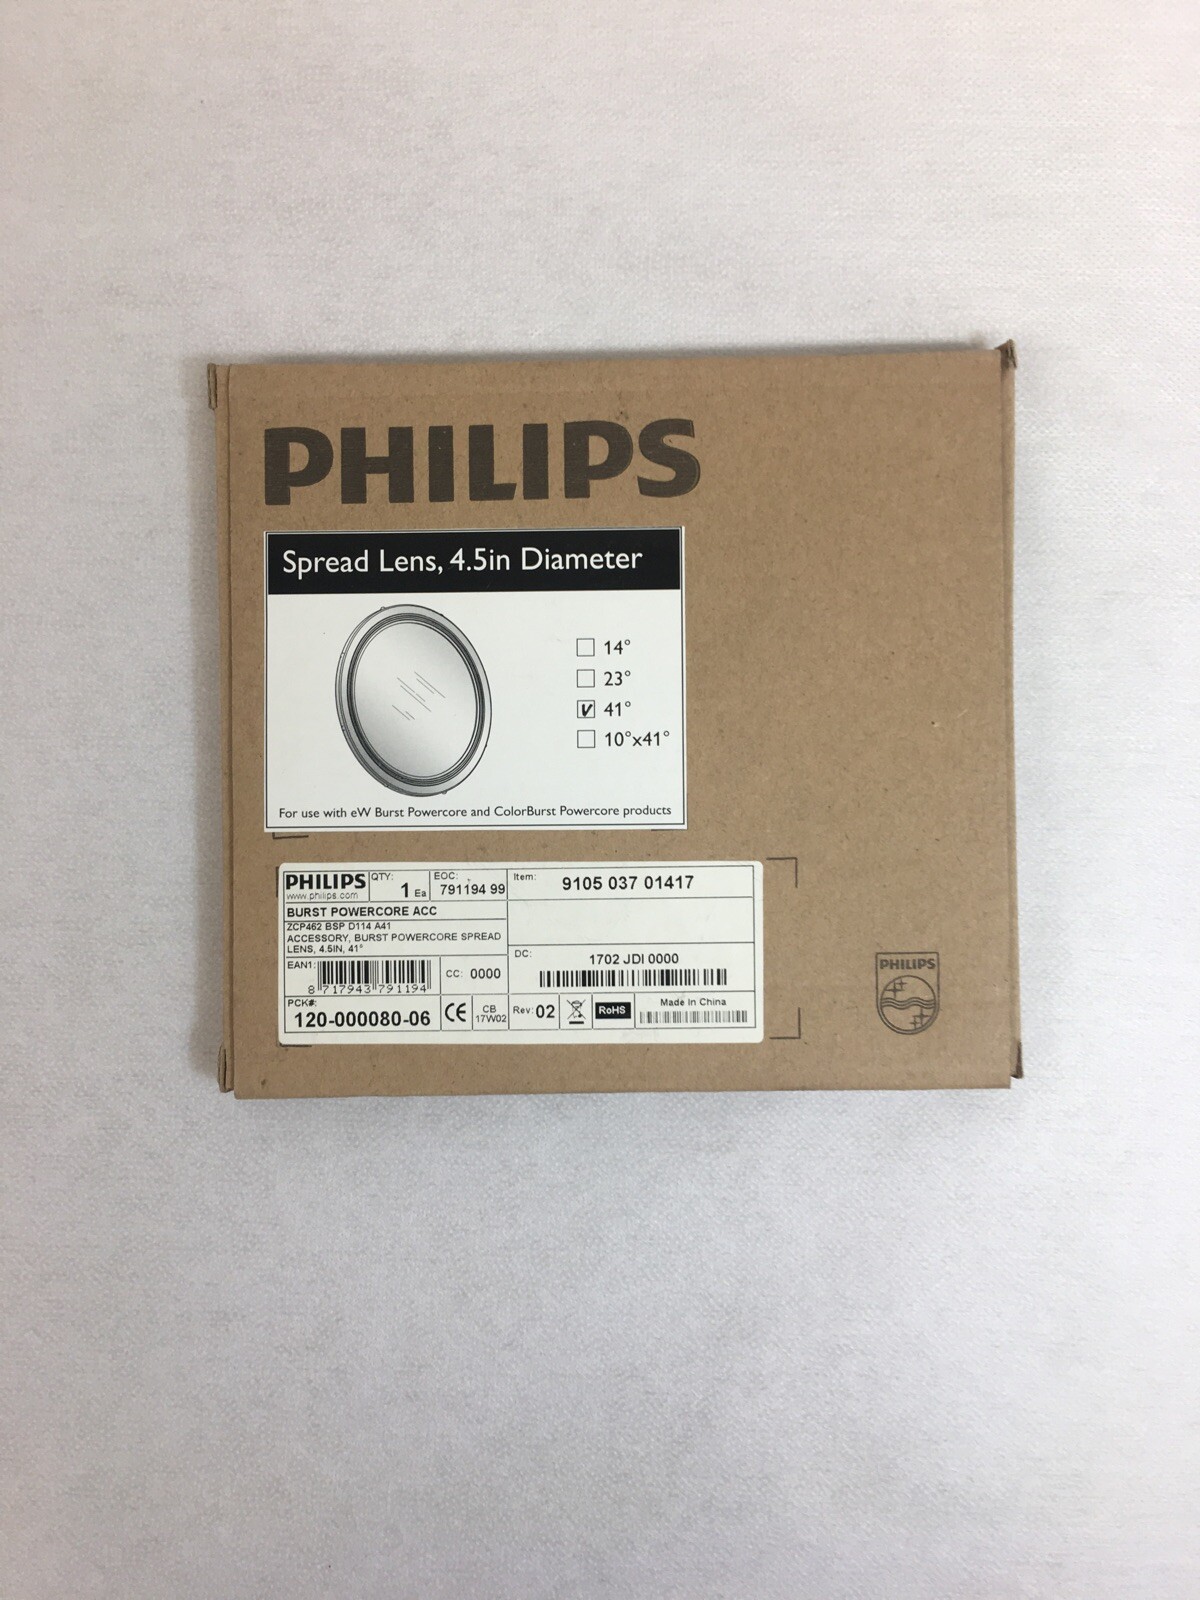 PHILIPS
Spread Lens, 4.5in Diameter
14°
23°
41°
10°x41°
For use with eW Burst Powercore and ColorBurst Powercore products
PHILIPS
www.philips.com
QTY: 1 Ea
EOC: 791194 99
Item: 9105 037 01417
BURST POWERCORE ACC
ZCP462 BSP D114 A41
ACCESSORY, BURST POWERCORE SPREAD
LENS, 4.5IN, 41°
EAN1:
8 717943 791194
CC: 0000
DC: 1702 JDI 0000
PCK#:
120-000080-06
CE
CB
17W02
Rev: 02
RoHS
Made in China
PHILIPS